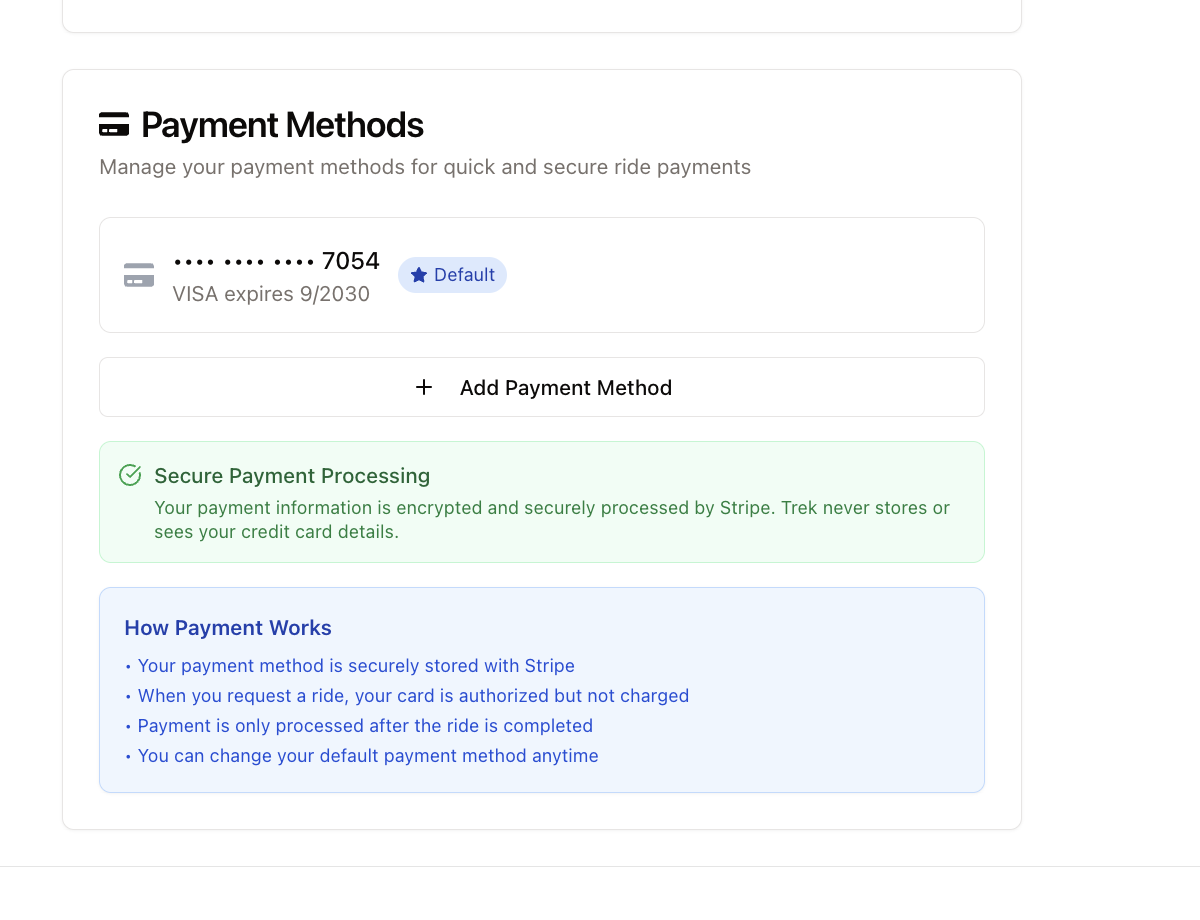 Payment Methods
Manage your payment methods for quick and secure ride payments
•••• •••• •••• 7054
VISA expires 9/2030
Default
Add Payment Method
Secure Payment Processing
Your payment information is encrypted and securely processed by Stripe. Trek never stores or
sees your credit card details.
How Payment Works
• Your payment method is securely stored with Stripe
• When you request a ride, your card is authorized but not charged
• Payment is only processed after the ride is completed
• You can change your default payment method anytime